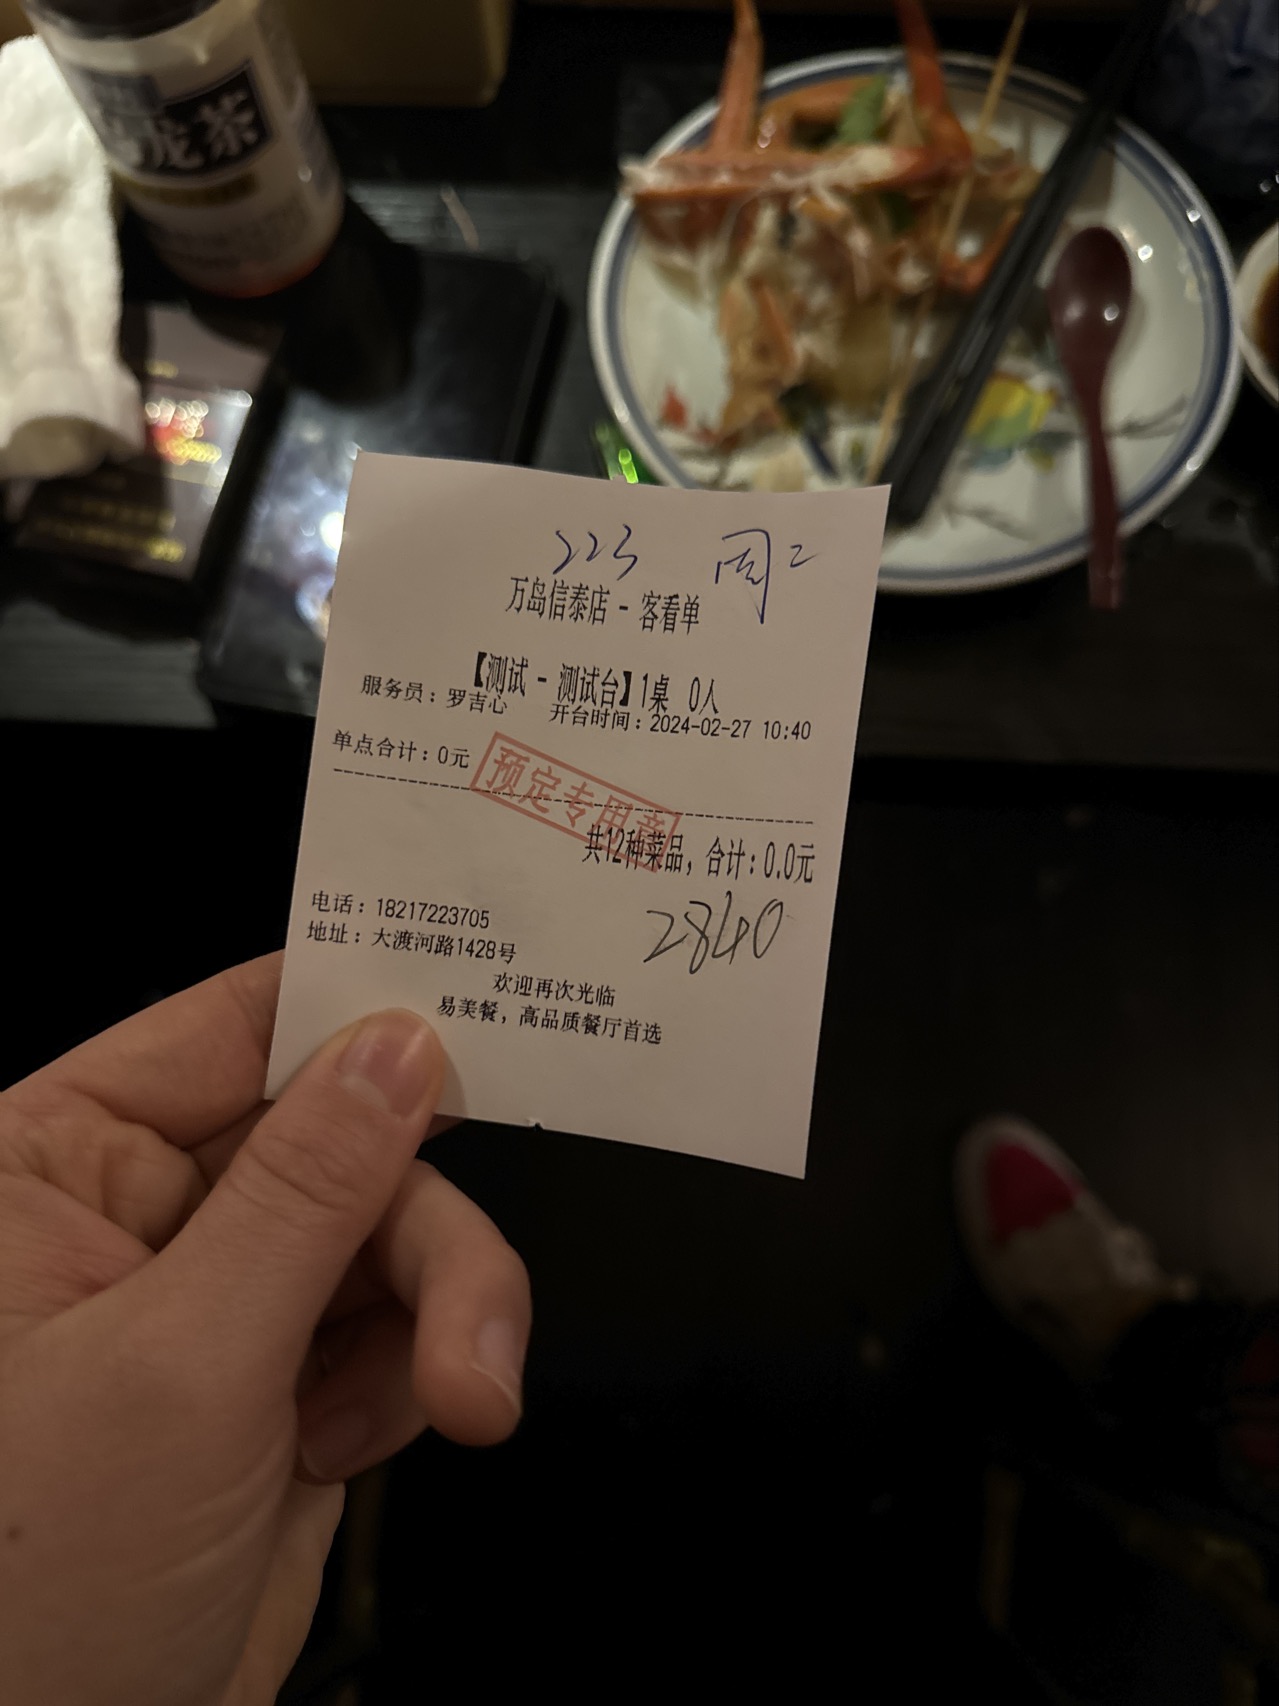 龙茶
223 周二
万岛信泰店 - 客看单
【测试 - 测试台】1桌 0人
服务员：罗吉心 开台时间：2024-02-27 10:40
单点合计：0元
预定专用章
共12种菜品，合计：0.0元
2840
电话：18217223705
地址：大渡河路1428号
欢迎再次光临
易美餐，高品质餐厅首选